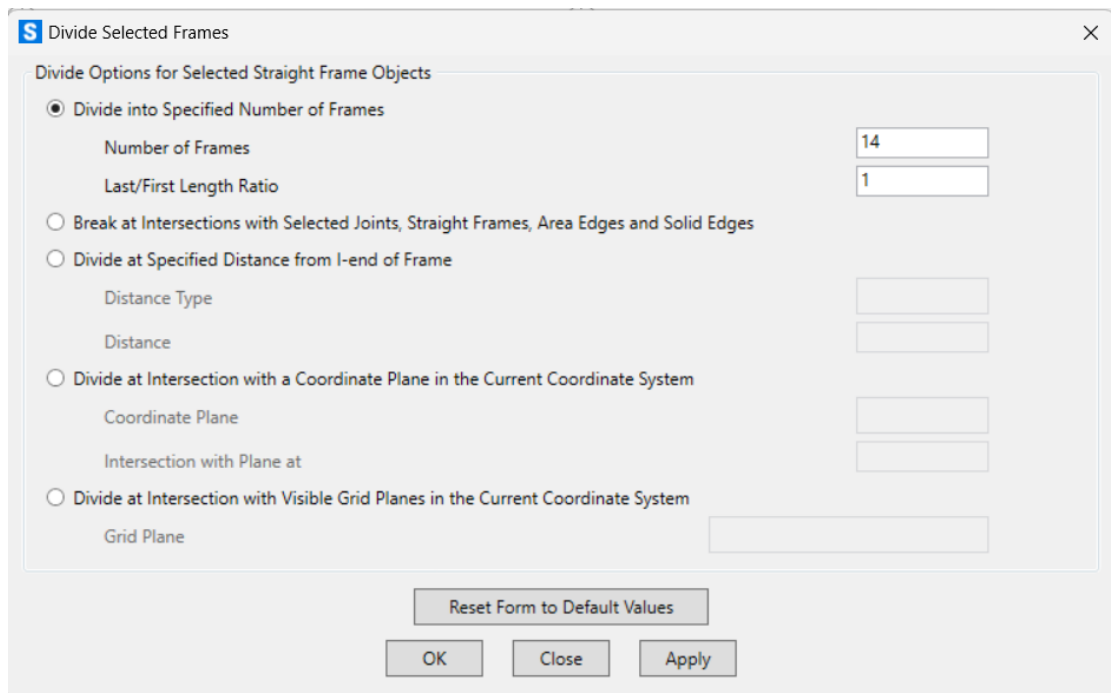 S Divide Selected Frames
Divide Options for Selected Straight Frame Objects
Divide into Specified Number of Frames
Number of Frames 14
Last/First Length Ratio 1
Break at Intersections with Selected Joints, Straight Frames, Area Edges and Solid Edges
Divide at Specified Distance from I-end of Frame
Distance Type
Distance
Divide at Intersection with a Coordinate Plane in the Current Coordinate System
Coordinate Plane
Intersection with Plane at
Divide at Intersection with Visible Grid Planes in the Current Coordinate System
Grid Plane
Reset Form to Default Values
OK Close Apply